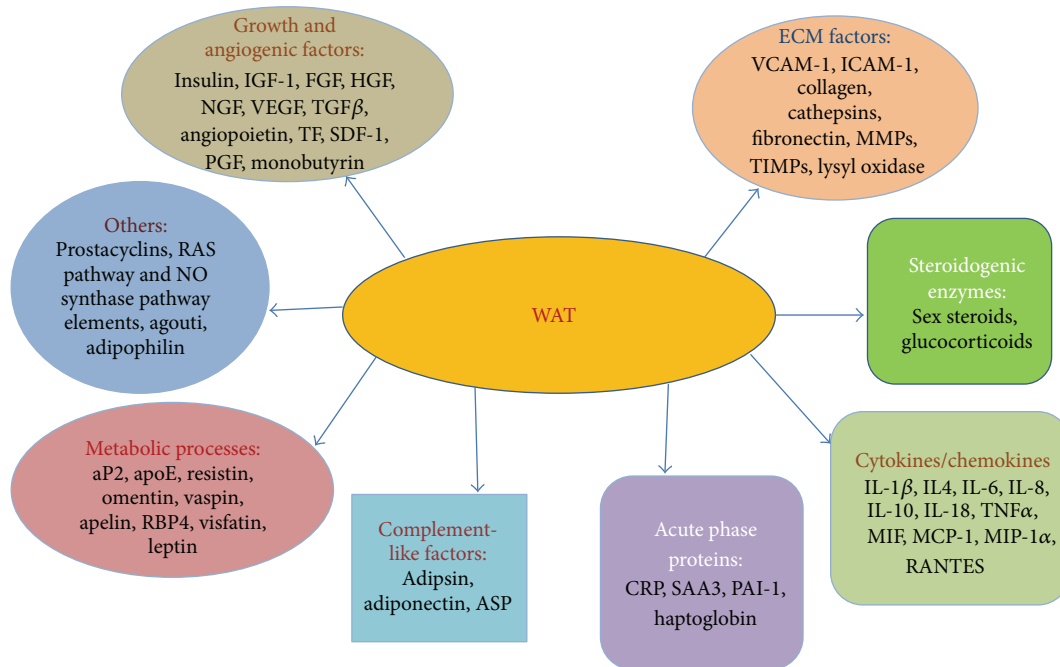 Growth and
angiogenic factors:
Insulin, IGF-1, FGF, HGF,
NGF, VEGF, TGFβ,
angiopoietin, TF, SDF-1,
PGF, monobutyrin
ECM factors:
VCAM-1, ICAM-1,
collagen,
cathepsins,
fibronectin, MMPs,
TIMPs, lysyl oxidase
Others:
Prostacyclins, RAS
pathway and NO
synthase pathway
elements, agouti,
adipophilin
WAT
Steroidogenic
enzymes:
Sex steroids,
glucocorticoids
Metabolic processes:
aP2, apoE, resistin,
omentin, vaspin,
apelin, RBP4, visfatin,
leptin
Complement-
like factors:
Adipsin,
adiponectin, ASP
Acute phase
proteins:
CRP, SAA3, PAI-1,
haptoglobin
Cytokines/chemokines
IL-1β, IL4, IL-6, IL-8,
IL-10, IL-18, TNFα,
MIF, MCP-1, MIP-1α,
RANTES